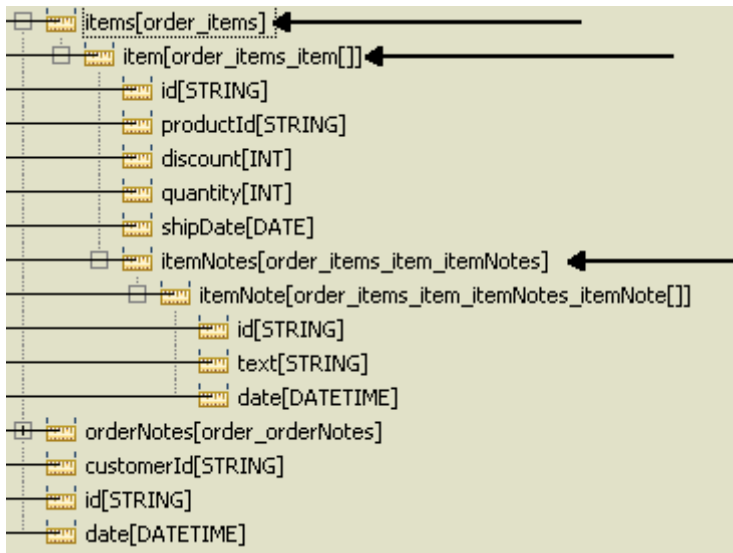 items[order_items]
item[order_items_item[]]
id[STRING]
productId[STRING]
discount[INT]
quantity[INT]
shipDate[DATE]
itemNotes[order_items_item_itemNotes]
itemNote[order_items_item_itemNotes_itemNote[]]
id[STRING]
text[STRING]
date[DATETIME]
orderNotes[order_orderNotes]
customerId[STRING]
id[STRING]
date[DATETIME]